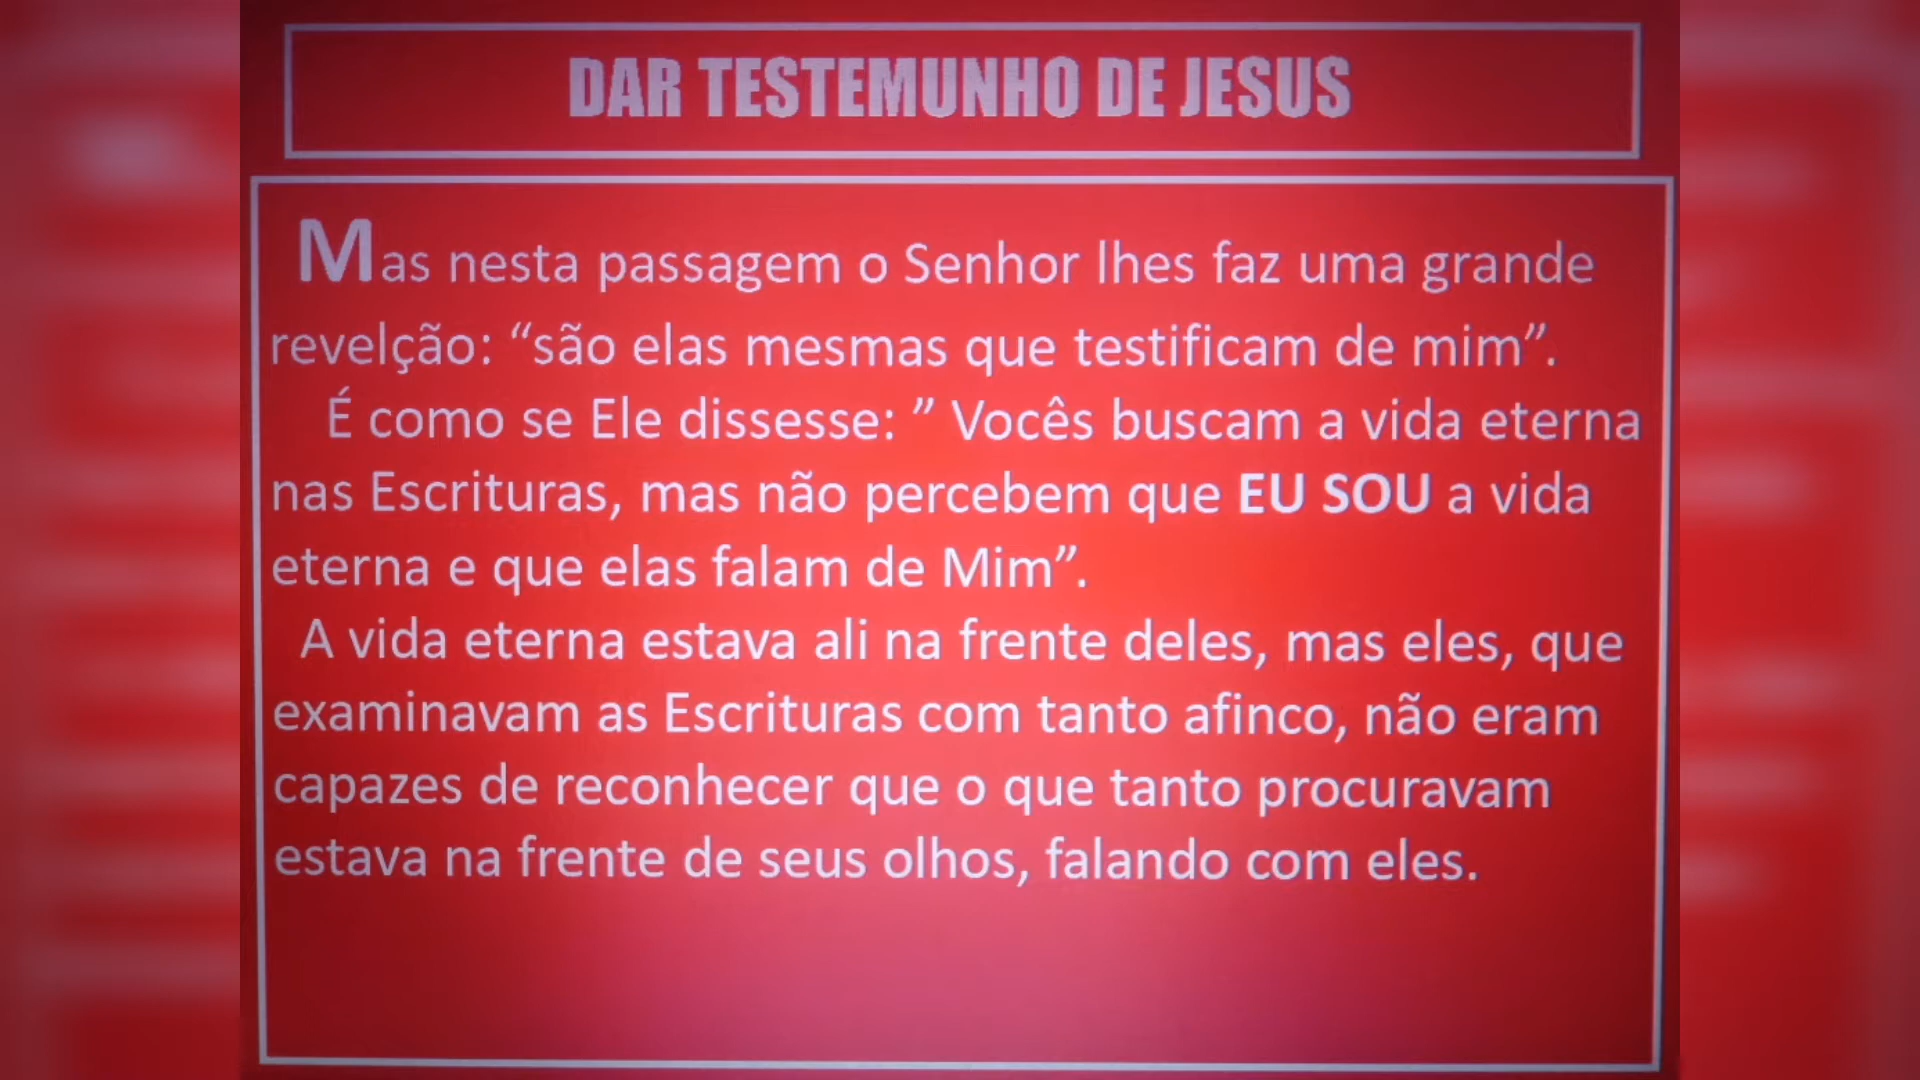 DAR TESTEMUNHO DE JESUS
Mas nesta passagem o Senhor lhes faz uma grande
revelção: “são elas mesmas que testificam de mim”.
É como se Ele dissesse: ” Vocês buscam a vida eterna
nas Escrituras, mas não percebem que EU SOU a vida
eterna e que elas falam de Mim”.
A vida eterna estava ali na frente deles, mas eles, que
examinavam as Escrituras com tanto afinco, não eram
capazes de reconhecer que o que tanto procuravam
estava na frente de seus olhos, falando com eles.